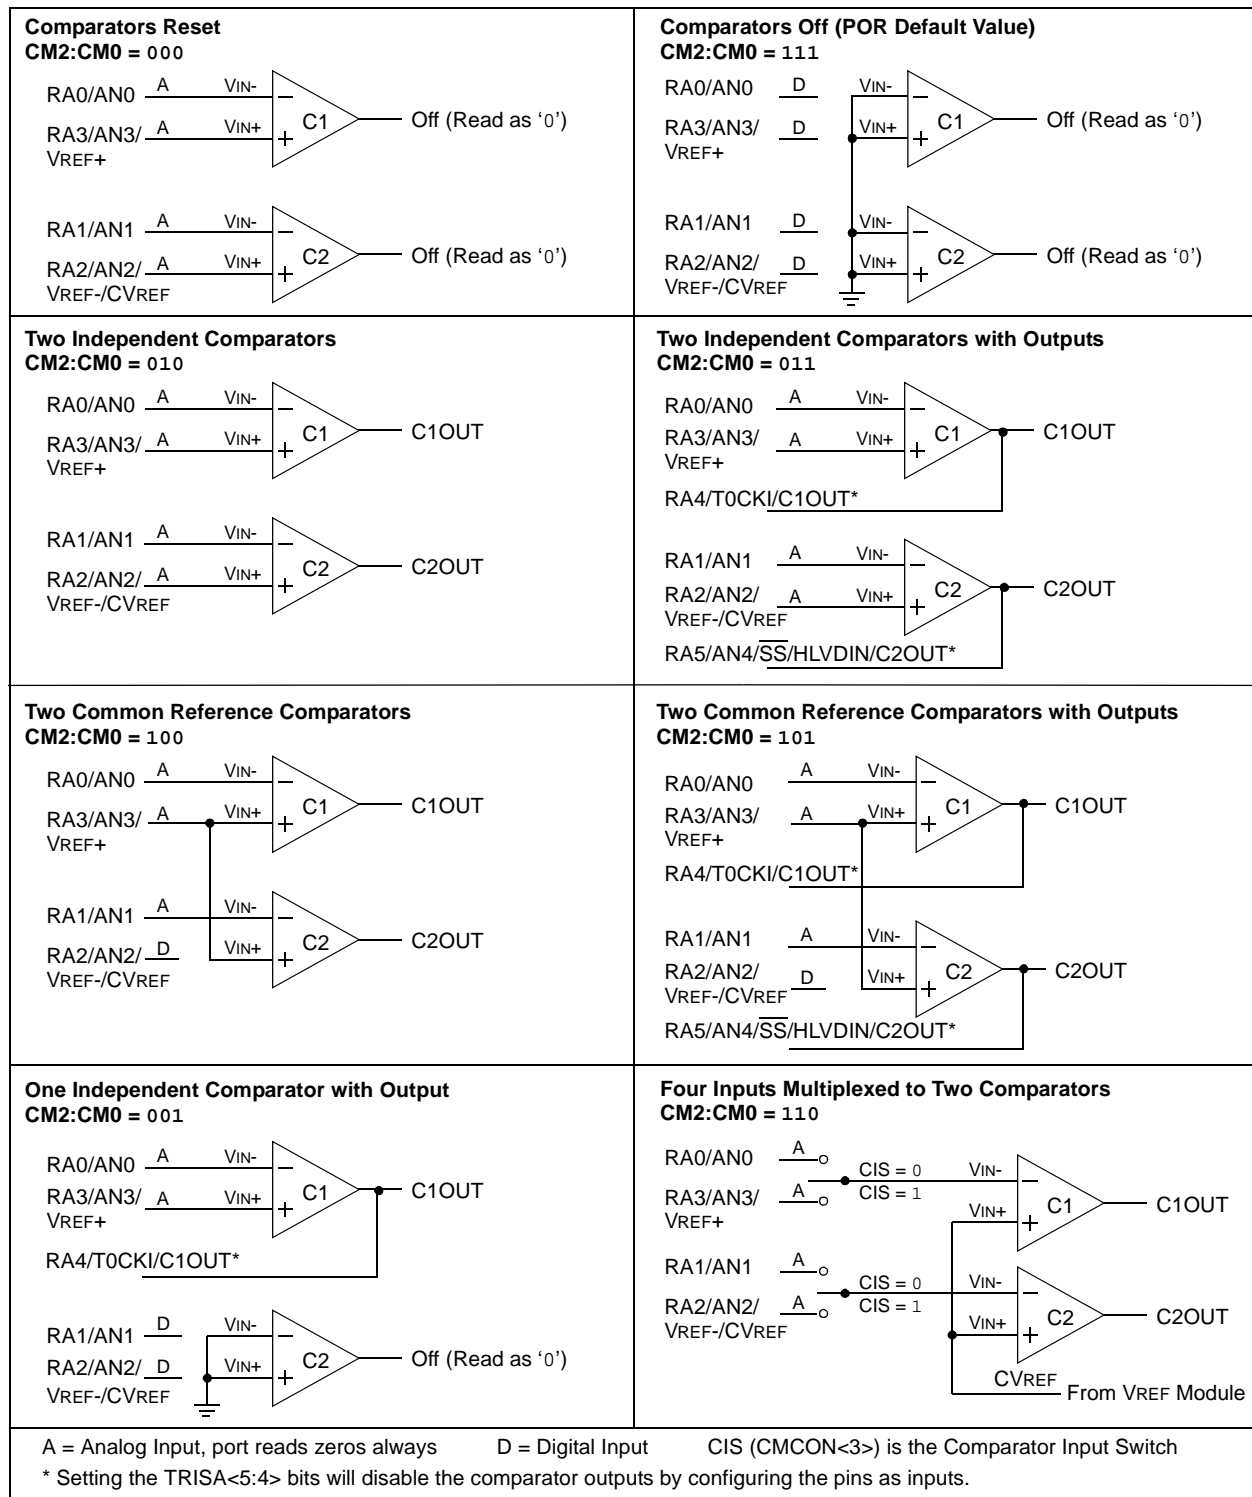 Comparators Reset
CM2:CM0 = 000
RA0/AN0 A VIN-
C1 Off (Read as ‘0’)
RA3/AN3/ A VIN+
VREF+
RA1/AN1 A VIN-
C2 Off (Read as ‘0’)
RA2/AN2/ A VIN+
VREF-/CVREF
Comparators Off (POR Default Value)
CM2:CM0 = 111
RA0/AN0 D VIN-
C1 Off (Read as ‘0’)
RA3/AN3/ D VIN+
VREF+
RA1/AN1 D VIN-
C2 Off (Read as ‘0’)
RA2/AN2/ D VIN+
VREF-/CVREF
Two Independent Comparators
CM2:CM0 = 010
RA0/AN0 A VIN-
C1 C1OUT
RA3/AN3/ A VIN+
VREF+
RA1/AN1 A VIN-
C2 C2OUT
RA2/AN2/ A VIN+
VREF-/CVREF
Two Independent Comparators with Outputs
CM2:CM0 = 011
RA0/AN0 A VIN-
C1 C1OUT
RA3/AN3/ A VIN+
VREF+
RA4/T0CKI/C1OUT*
RA1/AN1 A VIN-
C2 C2OUT
RA2/AN2/ A VIN+
VREF-/CVREF
RA5/AN4/SS/HLVDIN/C2OUT*
Two Common Reference Comparators
CM2:CM0 = 100
RA0/AN0 A VIN-
C1 C1OUT
RA3/AN3/ A VIN+
VREF+
RA1/AN1 A VIN-
C2 C2OUT
RA2/AN2/ D VIN+
VREF-/CVREF
Two Common Reference Comparators with Outputs
CM2:CM0 = 101
RA0/AN0 A VIN-
C1 C1OUT
RA3/AN3/ A VIN+
VREF+
RA4/T0CKI/C1OUT*
RA1/AN1 A VIN-
C2 C2OUT
RA2/AN2/ D VIN+
VREF-/CVREF
RA5/AN4/SS/HLVDIN/C2OUT*
One Independent Comparator with Output
CM2:CM0 = 001
RA0/AN0 A VIN-
C1 C1OUT
RA3/AN3/ A VIN+
VREF+
RA4/T0CKI/C1OUT*
RA1/AN1 D VIN-
C2 Off (Read as ‘0’)
RA2/AN2/ D VIN+
VREF-/CVREF
Four Inputs Multiplexed to Two Comparators
CM2:CM0 = 110
RA0/AN0 A
CIS = 0 VIN-
RA3/AN3/ A CIS = 1
VREF+ VIN+ C1 C1OUT
RA1/AN1 A
CIS = 0 VIN-
RA2/AN2/ A CIS = 1
VREF-/CVREF VIN+ C2 C2OUT
CVREF
From VREF Module
A = Analog Input, port reads zeros always D = Digital Input CIS (CMCON<3>) is the Comparator Input Switch
* Setting the TRISA<5:4> bits will disable the comparator outputs by configuring the pins as inputs.